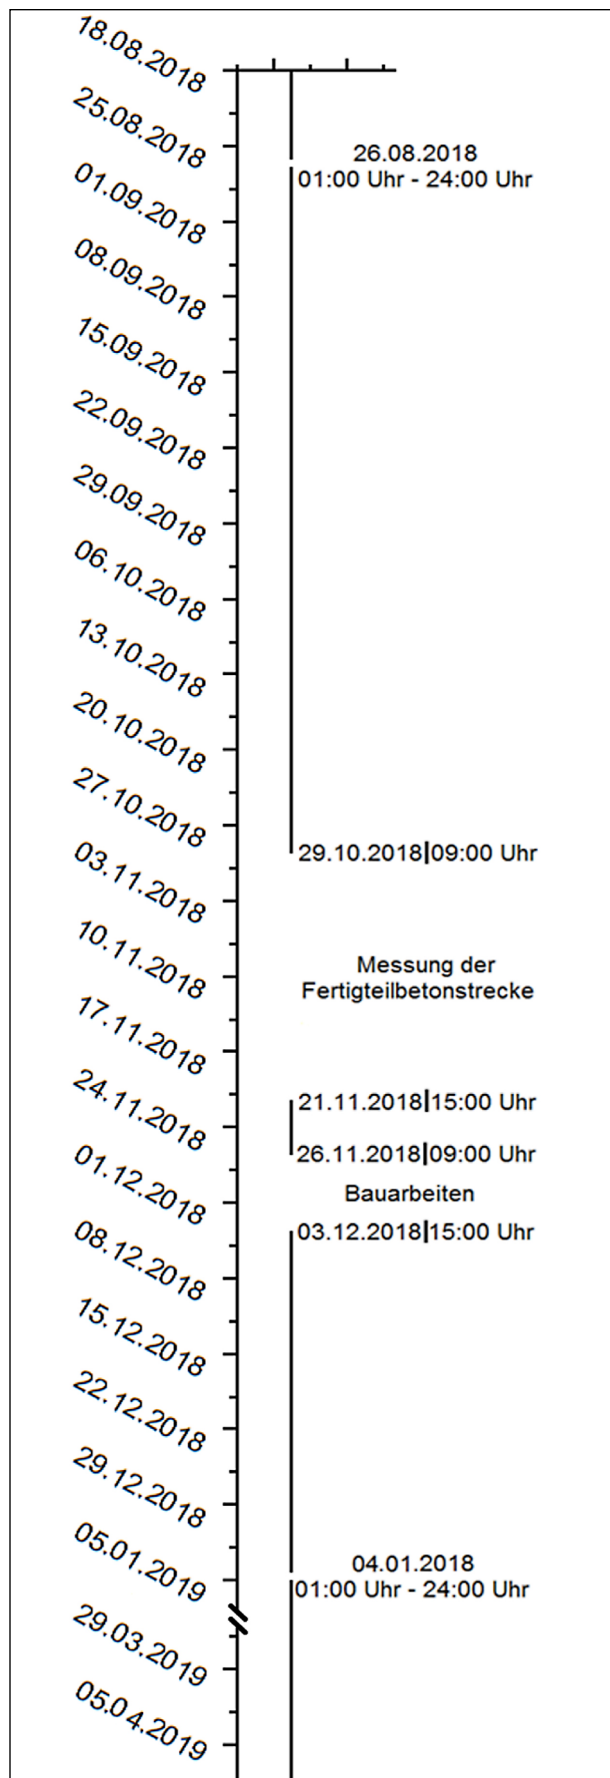 18.08.2018
25.08.2018
26.08.2018
01:00 Uhr - 24:00 Uhr
01.09.2018
08.09.2018
15.09.2018
22.09.2018
29.09.2018
06.10.2018
13.10.2018
20.10.2018
27.10.2018
29.10.2018|09:00 Uhr
03.11.2018
10.11.2018
Messung der
Fertigteilbetonstrecke
17.11.2018
21.11.2018|15:00 Uhr
24.11.2018
26.11.2018|09:00 Uhr
01.12.2018
Bauarbeiten
03.12.2018|15:00 Uhr
08.12.2018
15.12.2018
22.12.2018
29.12.2018
05.01.2019
04.01.2018
01:00 Uhr - 24:00 Uhr
29.03.2019
05.04.2019